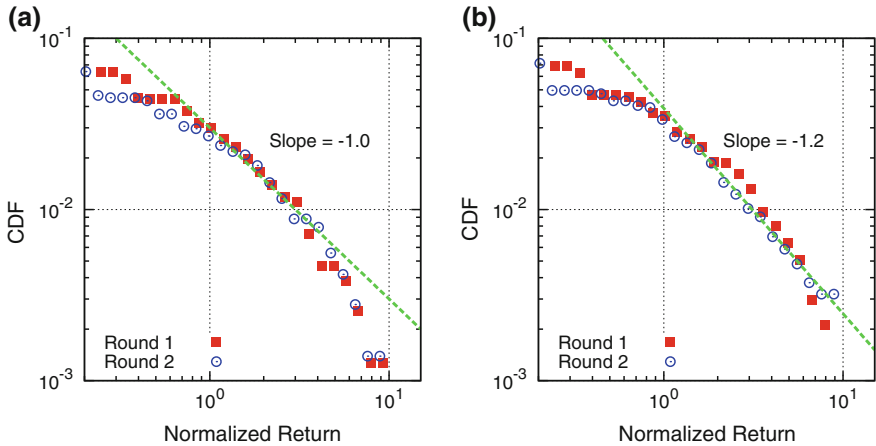 (a)
10^-1
10^-2
10^-3
CDF
Slope = -1.0
Round 1
Round 2
10^0
10^1
Normalized Return
(b)
10^-1
10^-2
10^-3
CDF
Slope = -1.2
Round 1
Round 2
10^0
10^1
Normalized Return